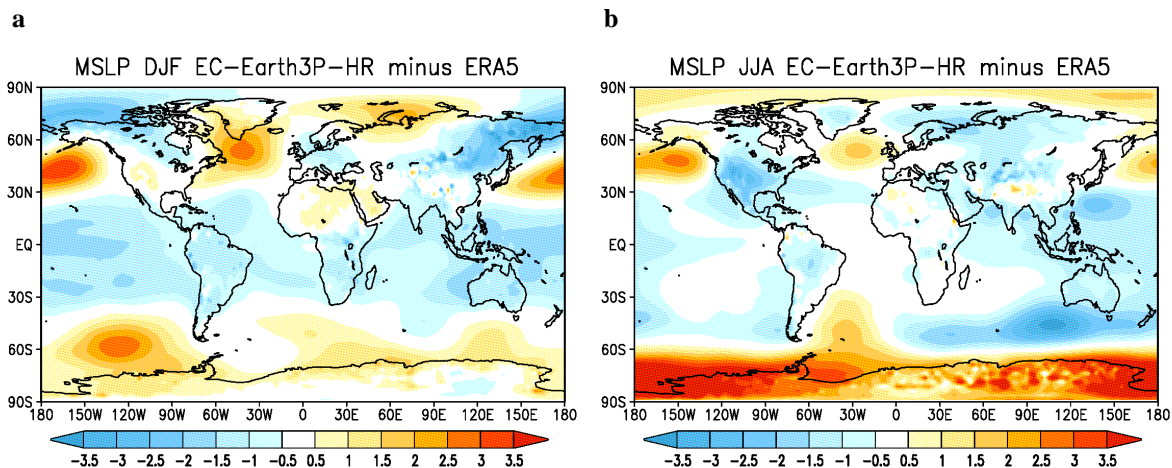 a
b
MSLP DJF EC-Earth3P-HR minus ERA5
MSLP JJA EC-Earth3P-HR minus ERA5
90N
60N
30N
EQ
30S
60S
90S
180 150W 120W 90W 60W 30W 0 30E 60E 90E 120E 150E 180
-3.5 -3 -2.5 -2 -1.5 -1 -0.5 0.5 1 1.5 2 2.5 3 3.5
90N
60N
30N
EQ
30S
60S
90S
180 150W 120W 90W 60W 30W 0 30E 60E 90E 120E 150E 180
-3.5 -3 -2.5 -2 -1.5 -1 -0.5 0.5 1 1.5 2 2.5 3 3.5